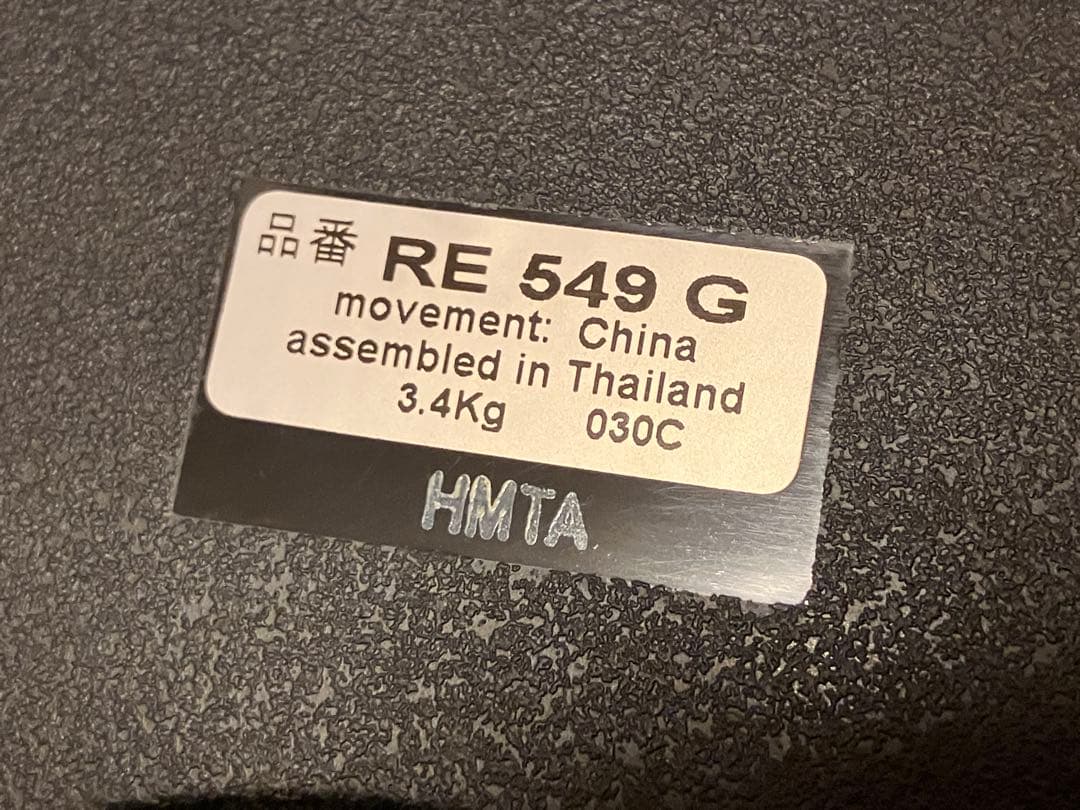 品番 RE 549 G
movement: China
assembled in Thailand
3.4Kg 030C
HMTA